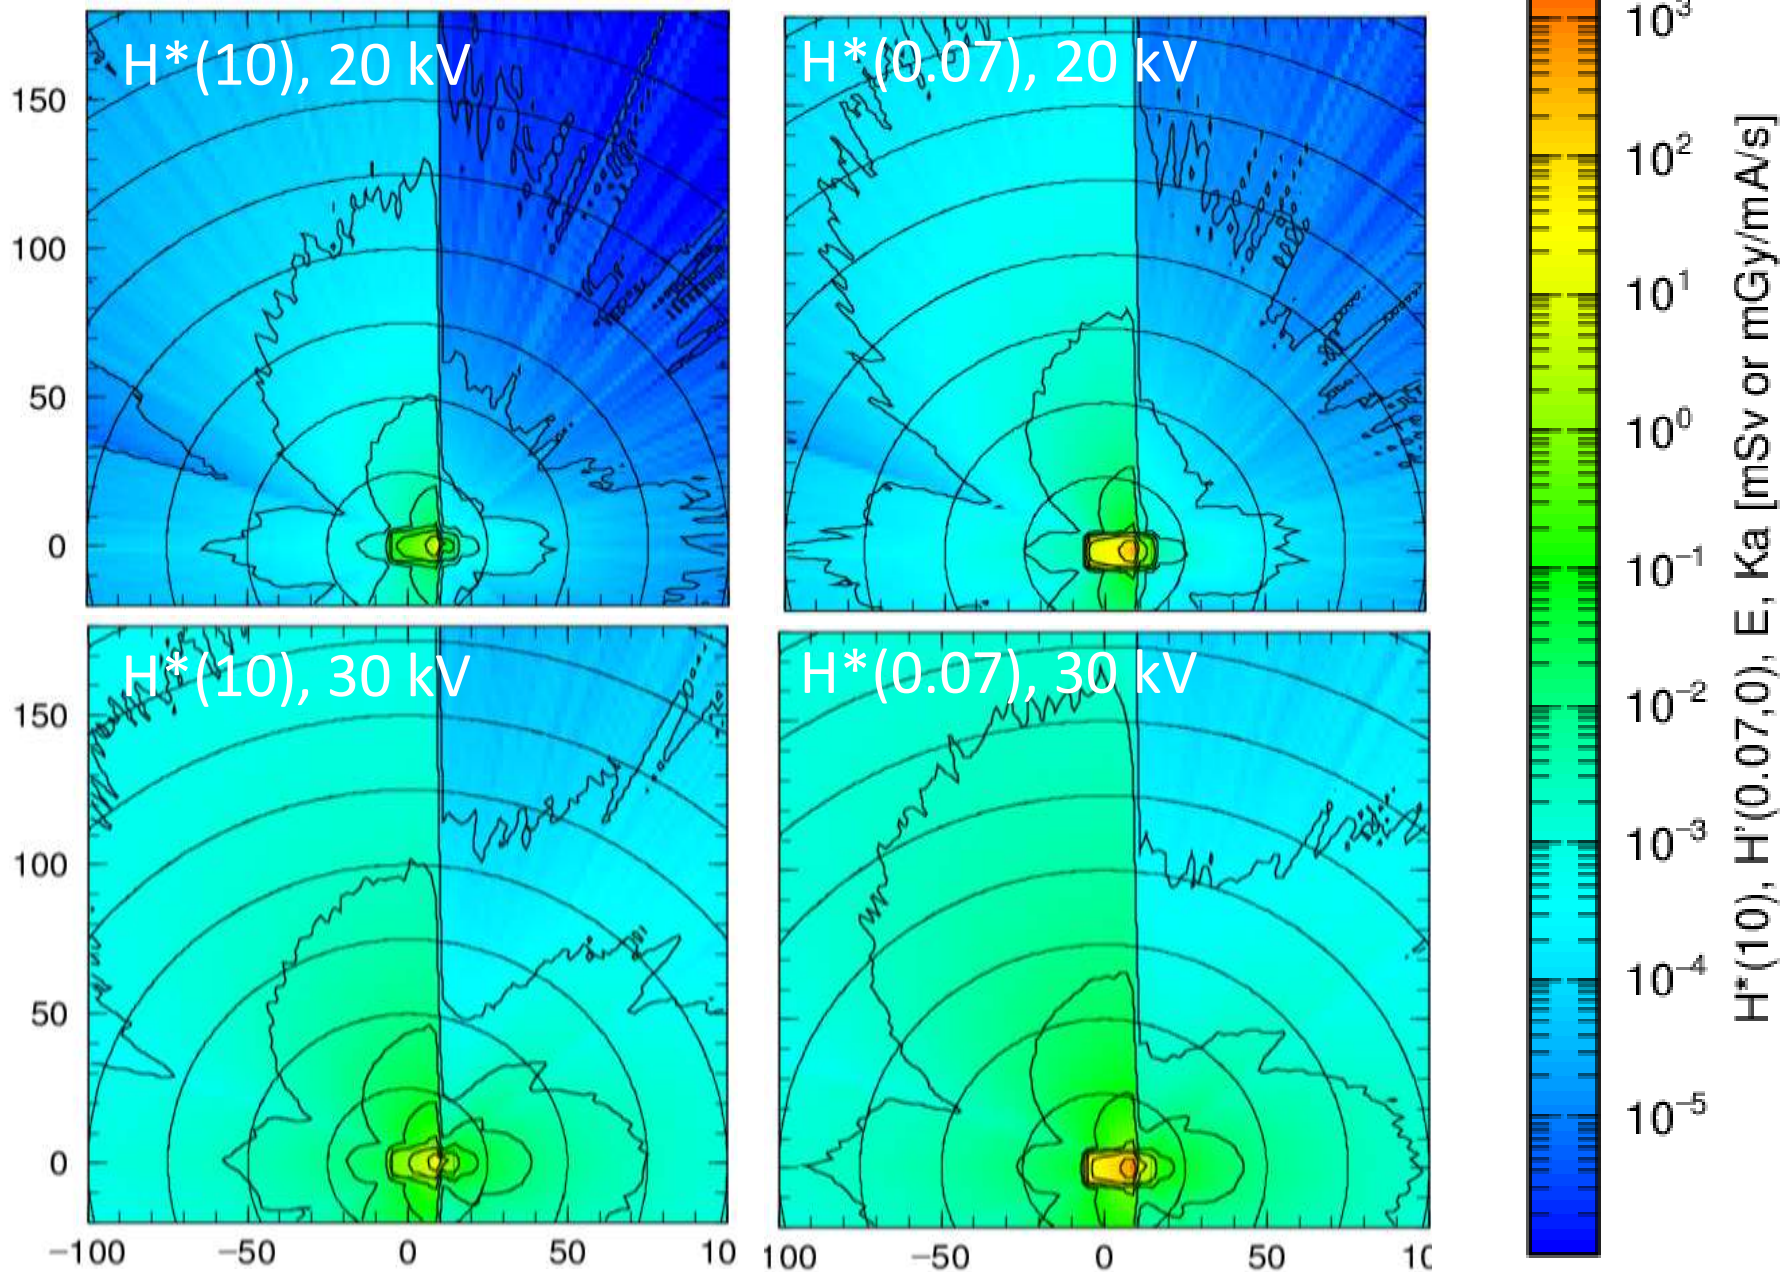 H*(10), 20 kV
H*(0.07), 20 kV
150
100
50
0
H*(10), 30 kV
H*(0.07), 30 kV
150
100
50
0
−100 −50 0 50 10
100 −50 0 50 10
10³
10²
10¹
10⁰
10⁻¹
10⁻²
10⁻³
10⁻⁴
10⁻⁵
H*(10), H'(0.07,0), E, Ka [mSv or mGy/mA/s]